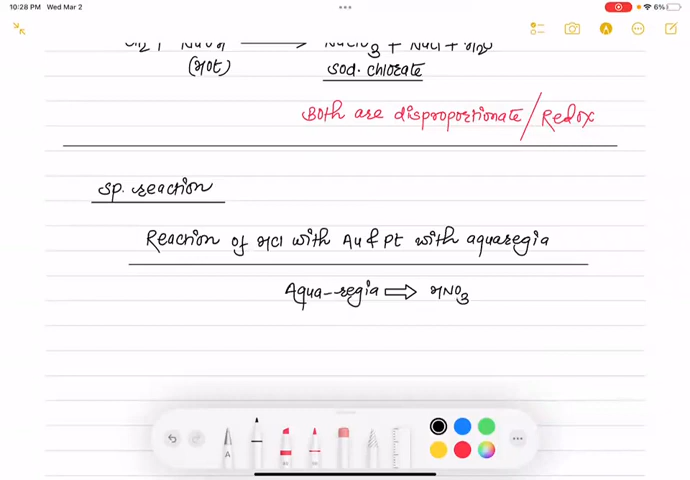 10:28 PM Wed Mar 2
6%
(Hot)
sod. chlorate
Both are disproportionate/Redox
sp. reaction
Reaction of HCl with Au & Pt with aquaregia
Aqua-regia ⇒ HNO3
A